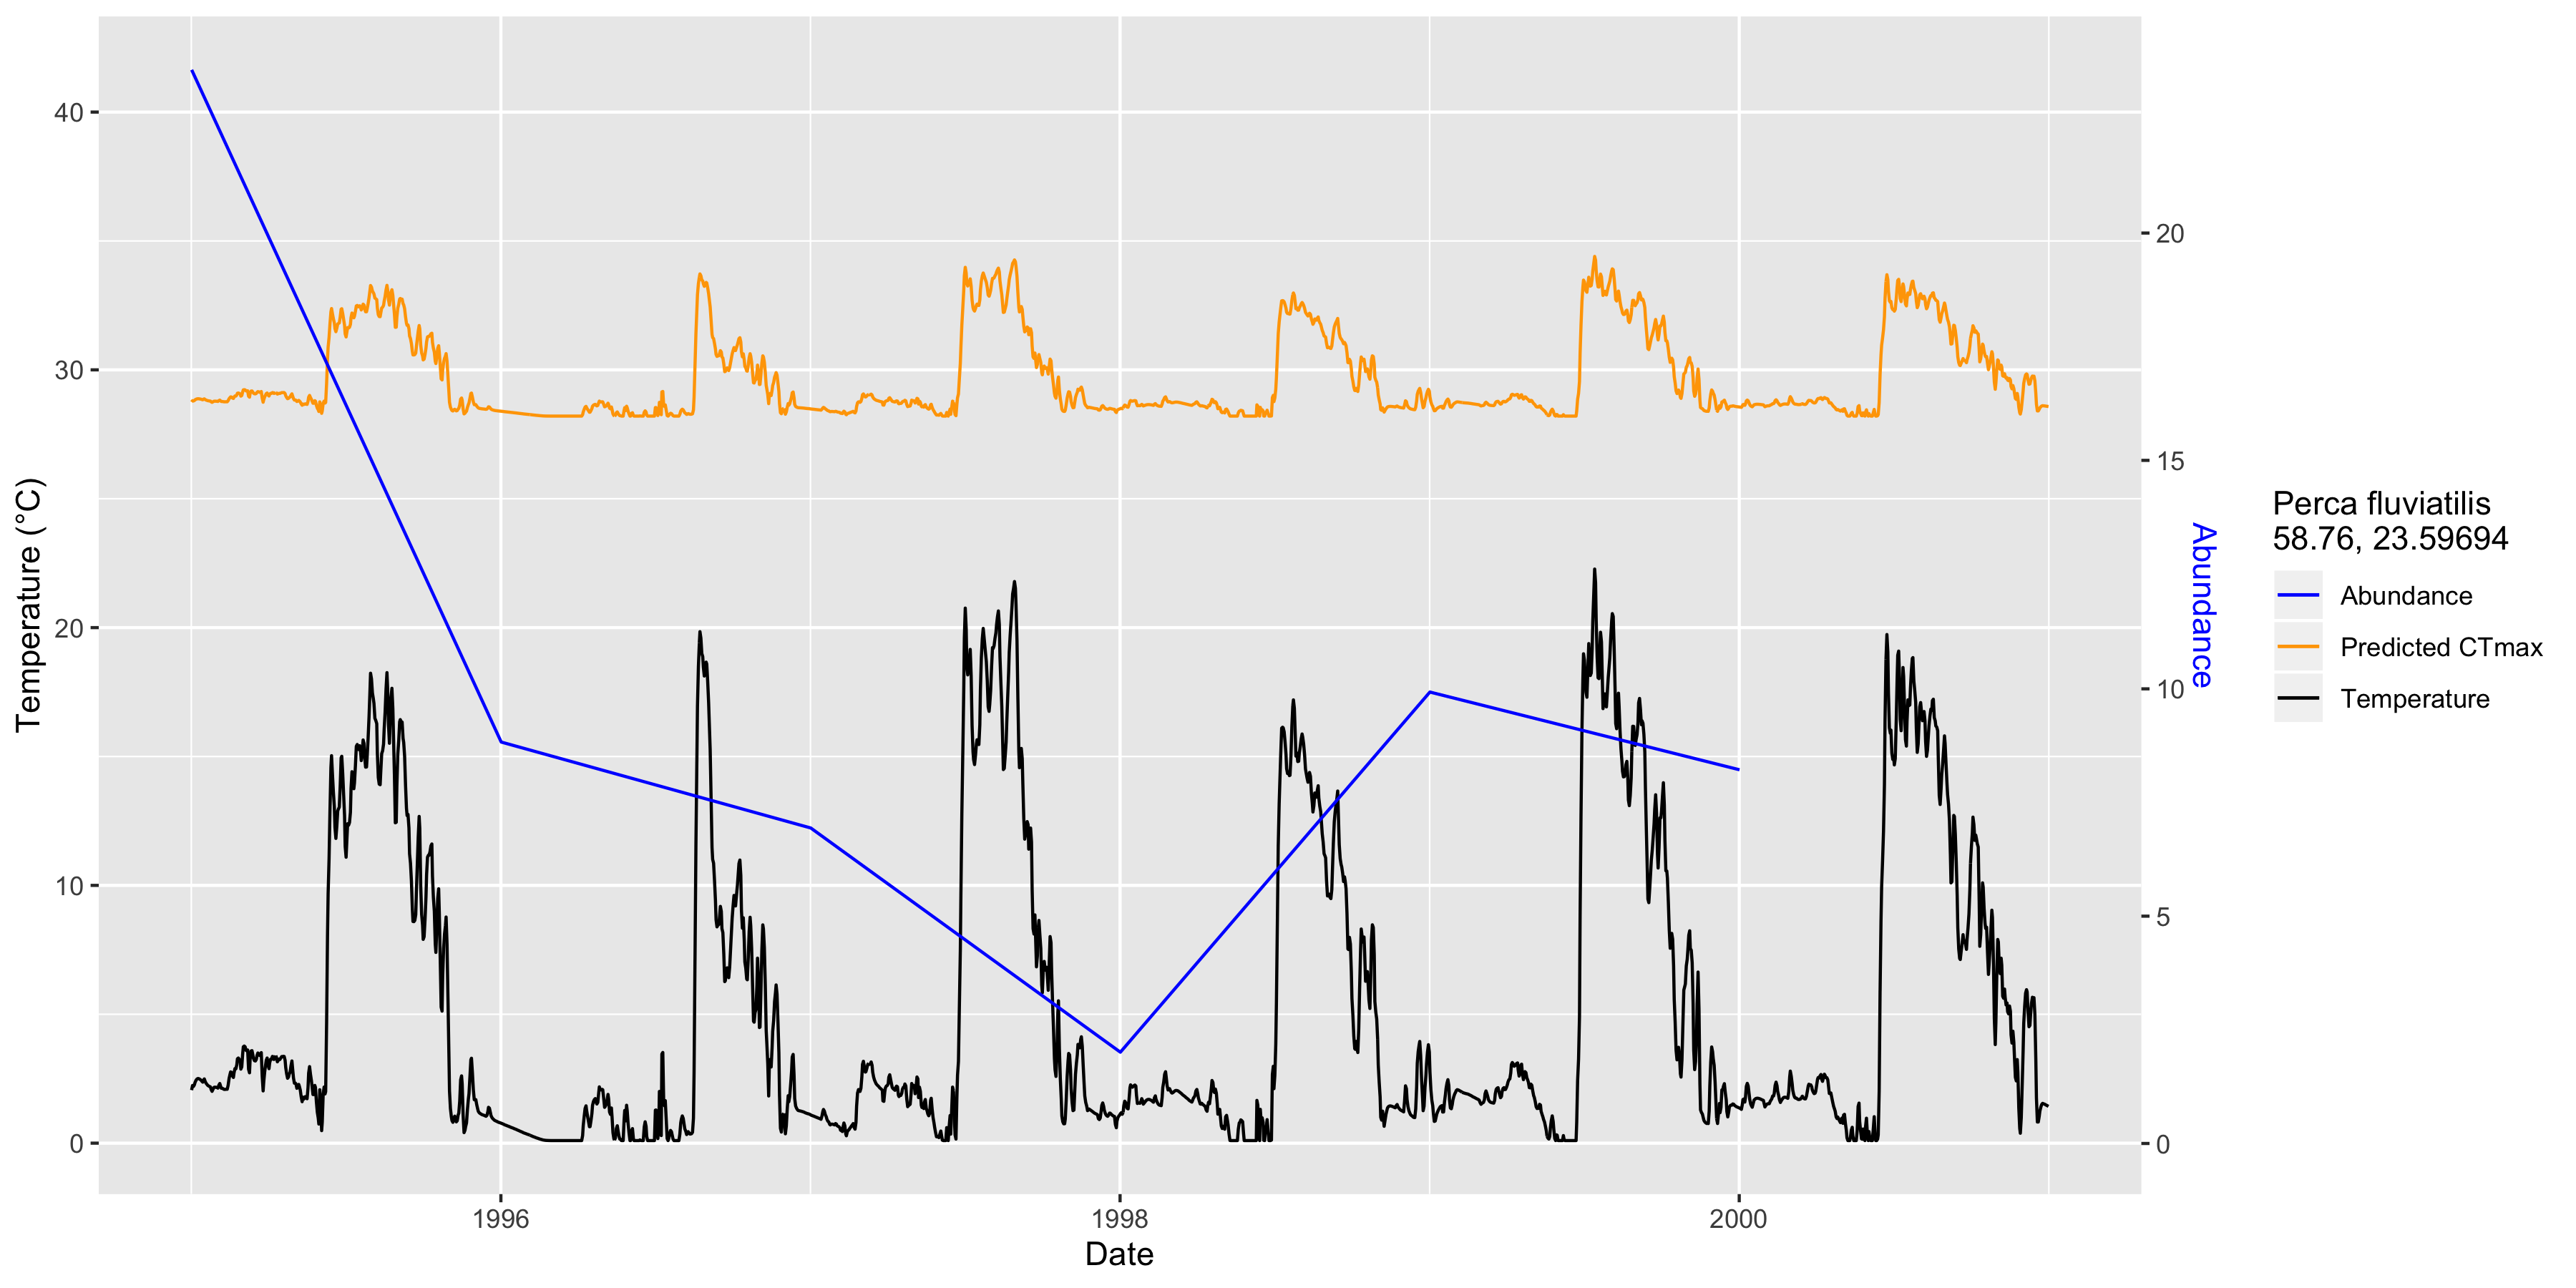 Temperature (°C)
40
30
20
10
0
1996
1998
2000
Date
20
15
10
5
0
Abundance
Perca fluviatilis
58.76, 23.59694
Abundance
Predicted CTmax
Temperature